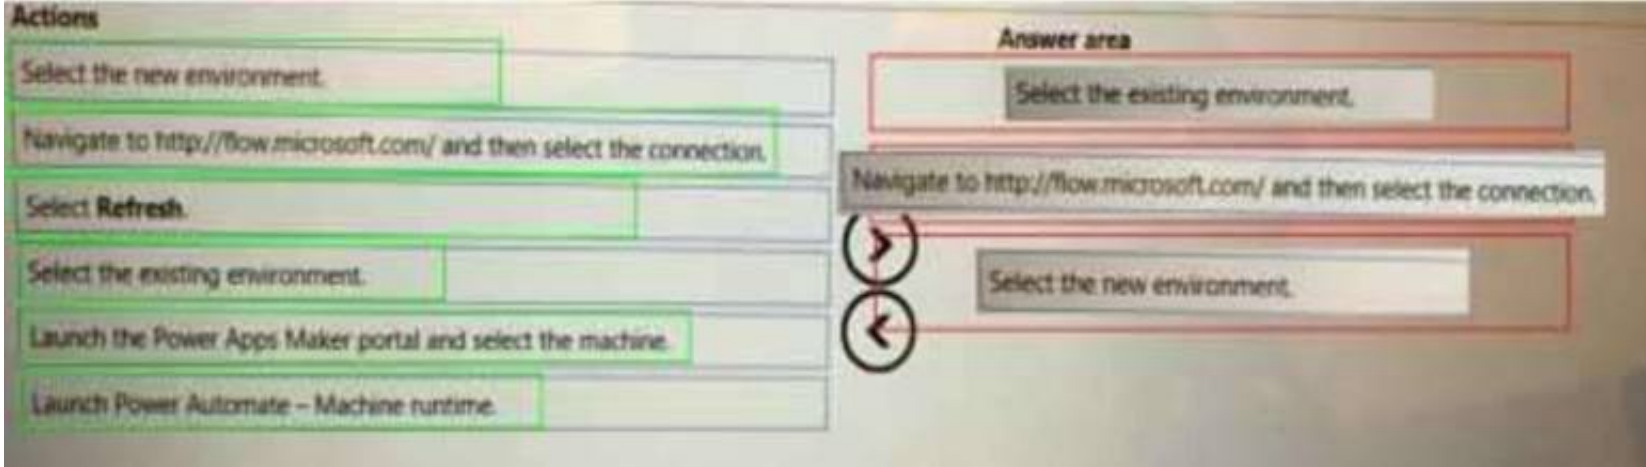 Actions
Select the new environment.
Navigate to http://flow.microsoft.com/ and then select the connection.
Select Refresh.
Select the existing environment.
Launch the Power Apps Maker portal and select the machine.
Launch Power Automate – Machine runtime.
Answer area
Select the existing environment.
Navigate to http://flow.microsoft.com/ and then select the connection.
Select the new environment.